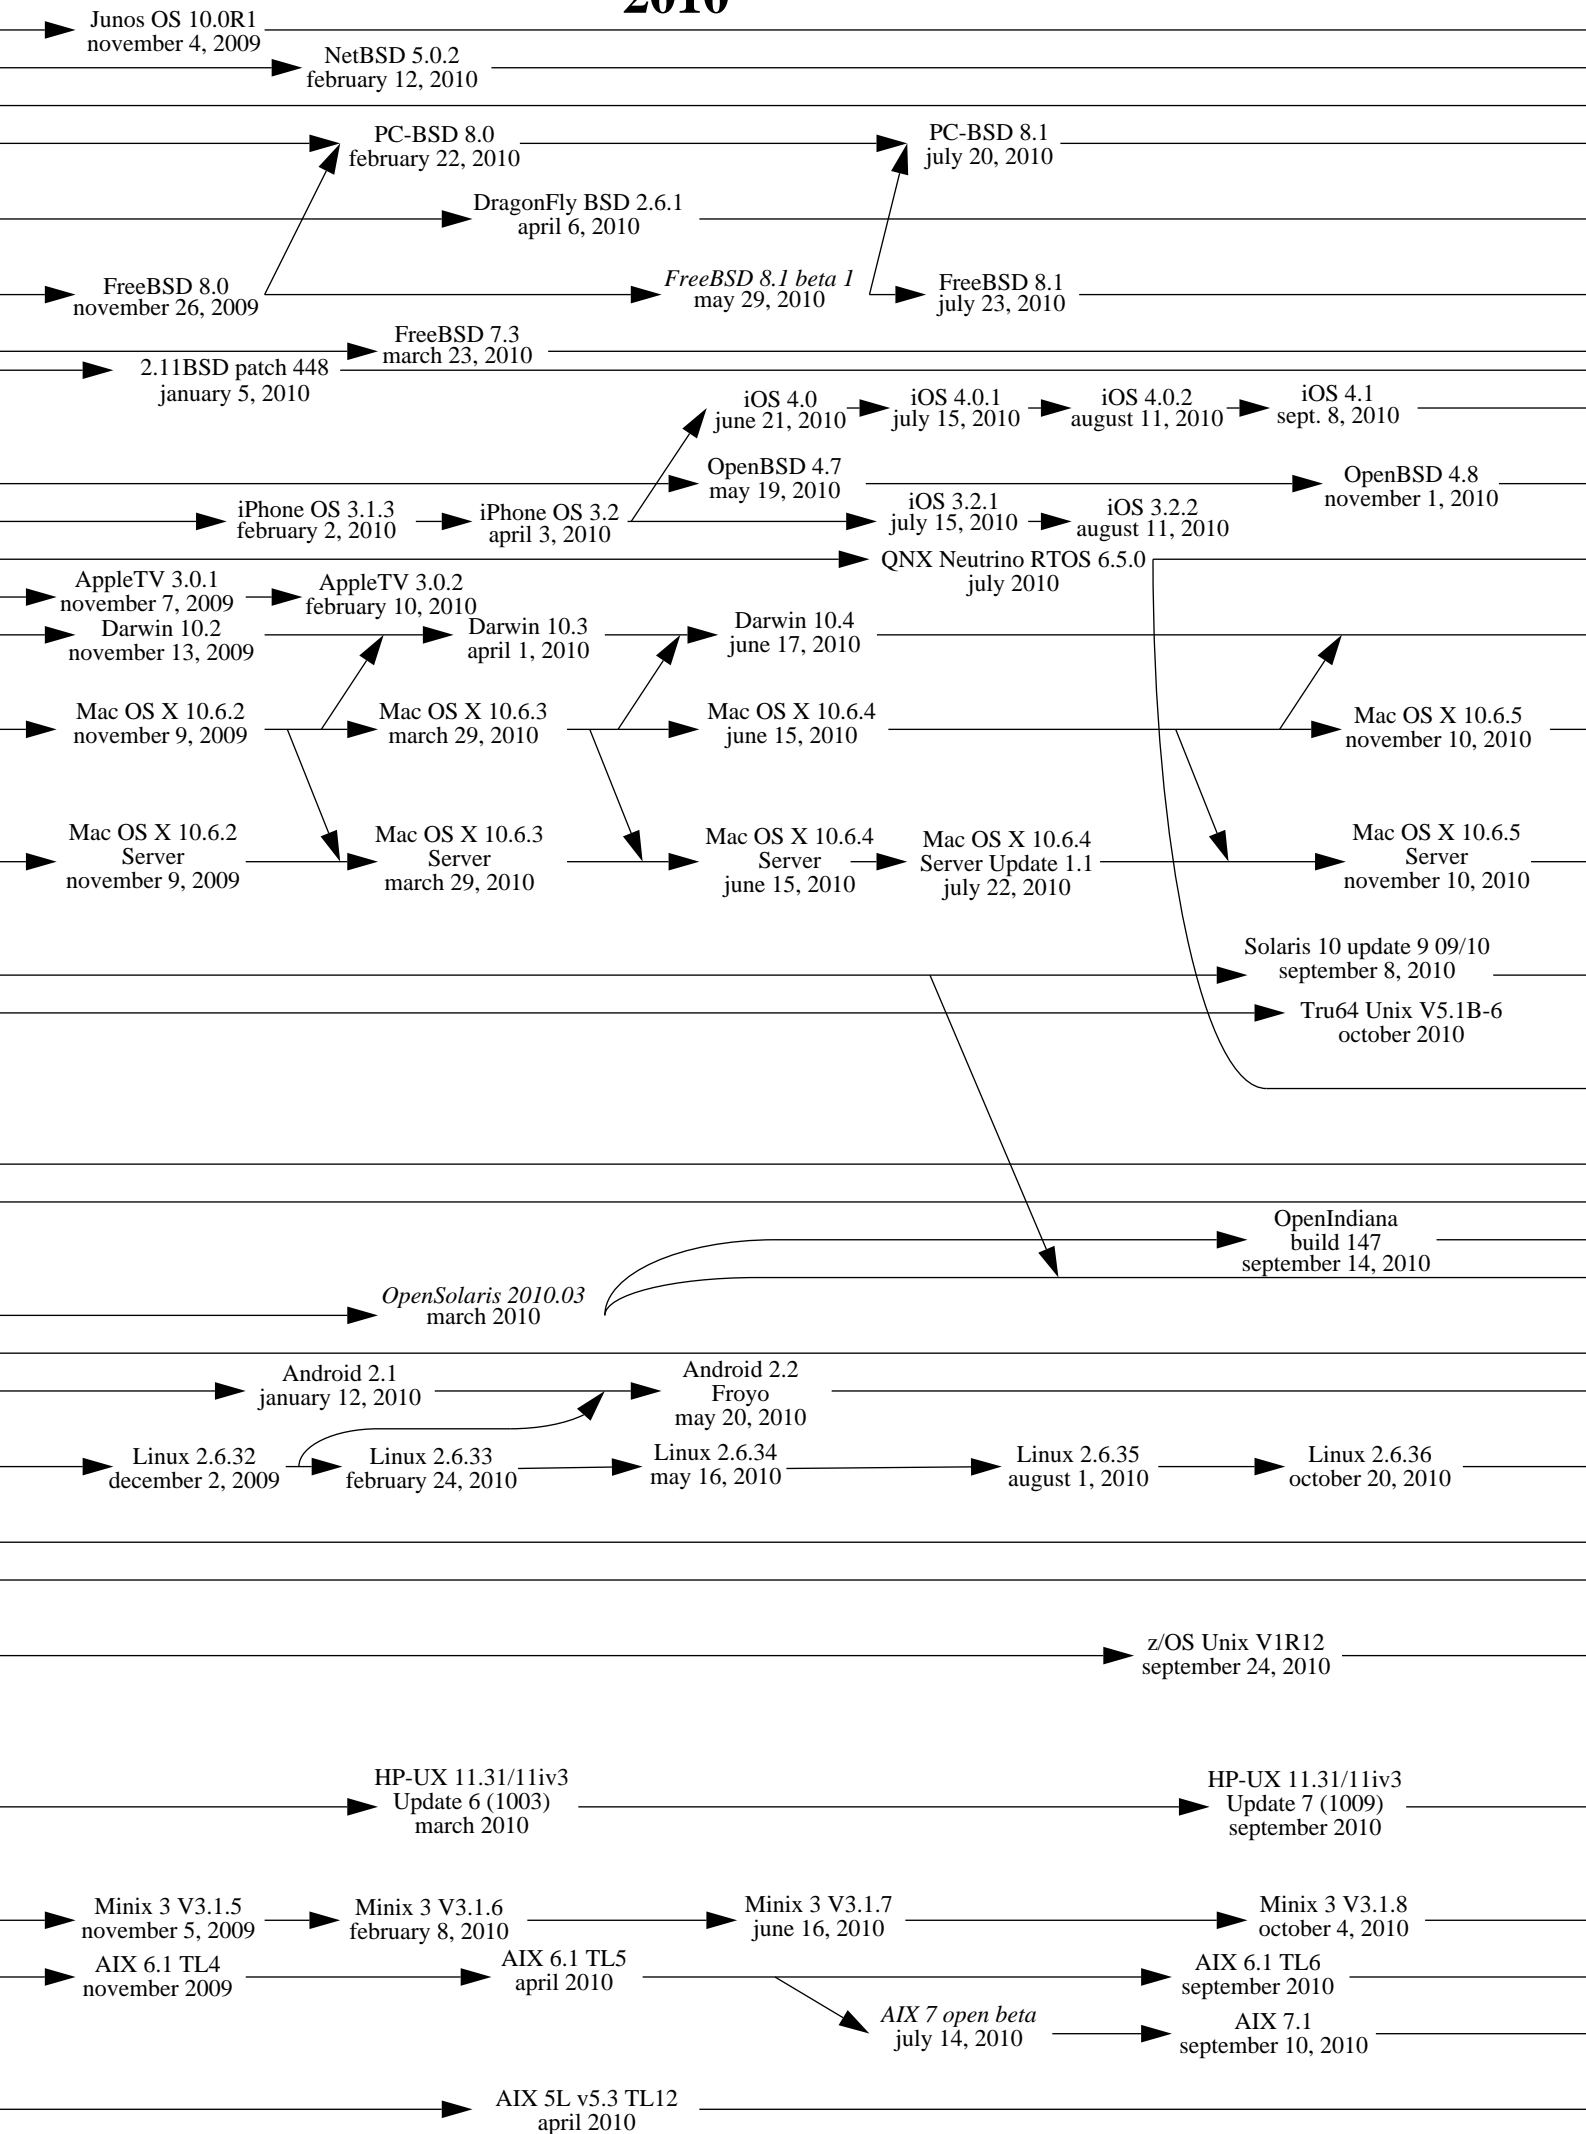 2010
Junos OS 10.0R1
november 4, 2009
NetBSD 5.0.2
february 12, 2010
PC-BSD 8.0
february 22, 2010
PC-BSD 8.1
july 20, 2010
DragonFly BSD 2.6.1
april 6, 2010
FreeBSD 8.0
november 26, 2009
FreeBSD 8.1 beta 1
may 29, 2010
FreeBSD 8.1
july 23, 2010
FreeBSD 7.3
march 23, 2010
2.11BSD patch 448
january 5, 2010
iOS 4.0
june 21, 2010
iOS 4.0.1
july 15, 2010
iOS 4.0.2
august 11, 2010
iOS 4.1
sept. 8, 2010
OpenBSD 4.7
may 19, 2010
OpenBSD 4.8
november 1, 2010
iPhone OS 3.1.3
february 2, 2010
iPhone OS 3.2
april 3, 2010
iOS 3.2.1
july 15, 2010
iOS 3.2.2
august 11, 2010
QNX Neutrino RTOS 6.5.0
july 2010
AppleTV 3.0.1
november 7, 2009
AppleTV 3.0.2
february 10, 2010
Darwin 10.2
november 13, 2009
Darwin 10.3
april 1, 2010
Darwin 10.4
june 17, 2010
Mac OS X 10.6.2
november 9, 2009
Mac OS X 10.6.3
march 29, 2010
Mac OS X 10.6.4
june 15, 2010
Mac OS X 10.6.5
november 10, 2010
Mac OS X 10.6.2
Server
november 9, 2009
Mac OS X 10.6.3
Server
march 29, 2010
Mac OS X 10.6.4
Server
june 15, 2010
Mac OS X 10.6.4
Server Update 1.1
july 22, 2010
Mac OS X 10.6.5
Server
november 10, 2010
Solaris 10 update 9 09/10
september 8, 2010
Tru64 Unix V5.1B-6
october 2010
OpenIndiana
build 147
september 14, 2010
OpenSolaris 2010.03
march 2010
Android 2.1
january 12, 2010
Android 2.2
Froyo
may 20, 2010
Linux 2.6.32
december 2, 2009
Linux 2.6.33
february 24, 2010
Linux 2.6.34
may 16, 2010
Linux 2.6.35
august 1, 2010
Linux 2.6.36
october 20, 2010
z/OS Unix V1R12
september 24, 2010
HP-UX 11.31/11iv3
Update 6 (1003)
march 2010
HP-UX 11.31/11iv3
Update 7 (1009)
september 2010
Minix 3 V3.1.5
november 5, 2009
Minix 3 V3.1.6
february 8, 2010
Minix 3 V3.1.7
june 16, 2010
Minix 3 V3.1.8
october 4, 2010
AIX 6.1 TL4
november 2009
AIX 6.1 TL5
april 2010
AIX 6.1 TL6
september 2010
AIX 7 open beta
july 14, 2010
AIX 7.1
september 10, 2010
AIX 5L v5.3 TL12
april 2010